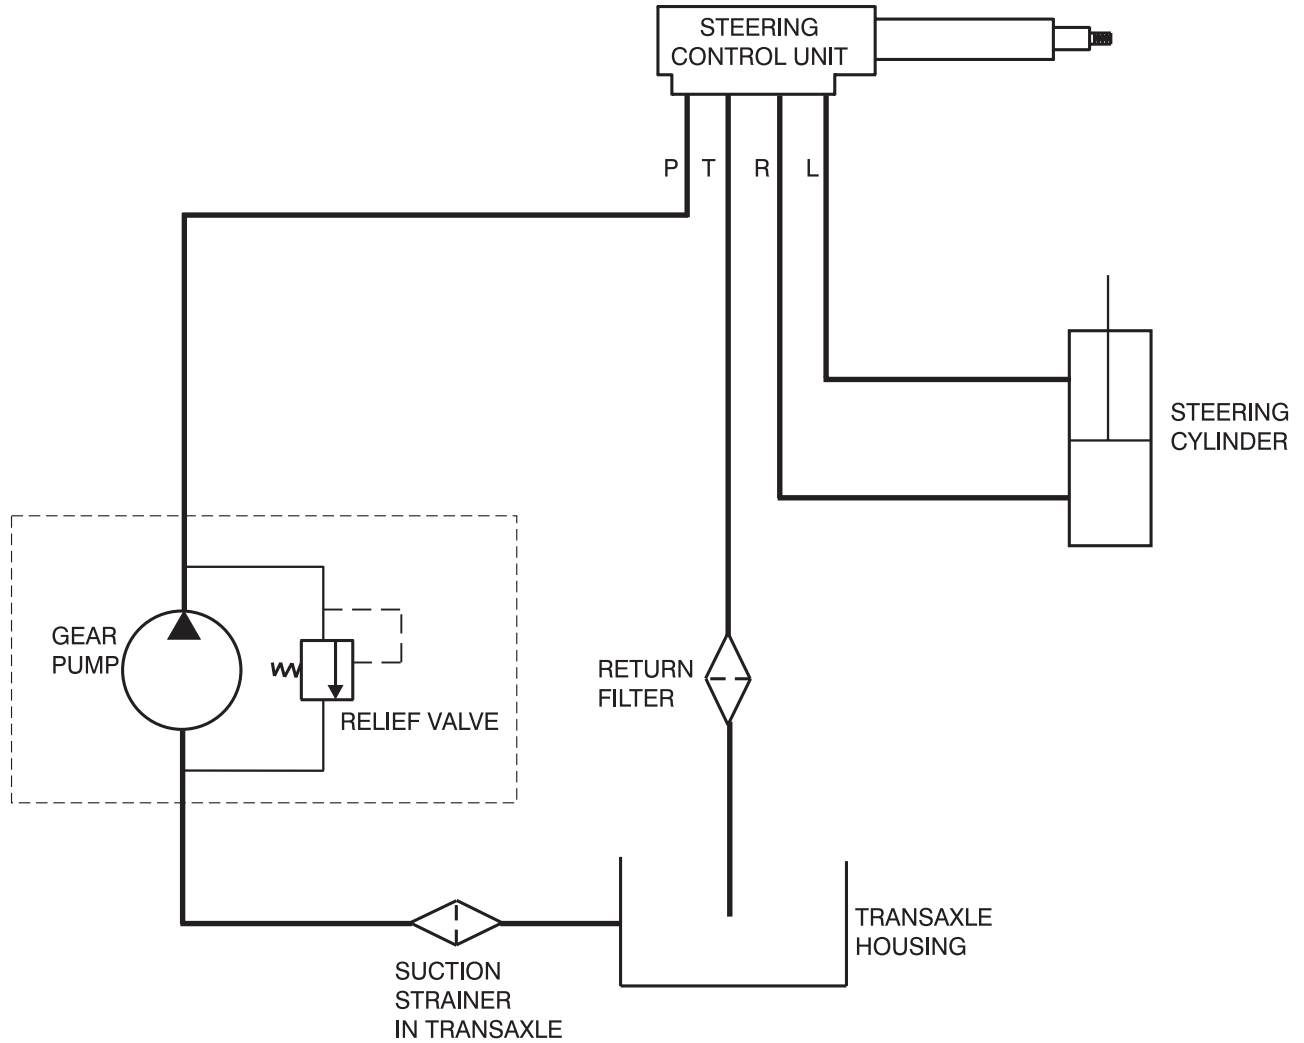 STEERING
CONTROL UNIT
P T R L
STEERING
CYLINDER
GEAR
PUMP
RELIEF VALVE
RETURN
FILTER
TRANSAXLE
HOUSING
SUCTION
STRAINER
IN TRANSAXLE